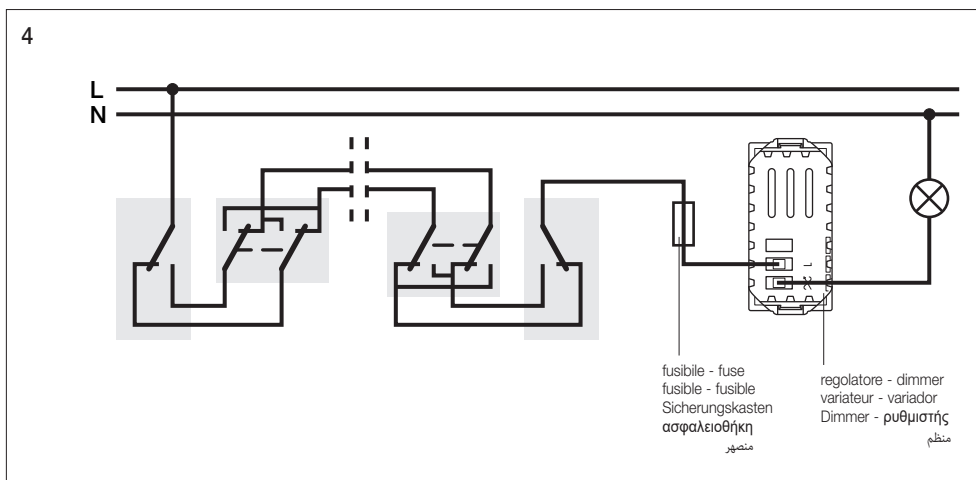 4
L
N
L
fusibile - fuse
fusible - fusible
Sicherungskasten
ασφαλειοθήκη
منصهر
regolatore - dimmer
variateur - variador
Dimmer - ρυθμιστής
منظم